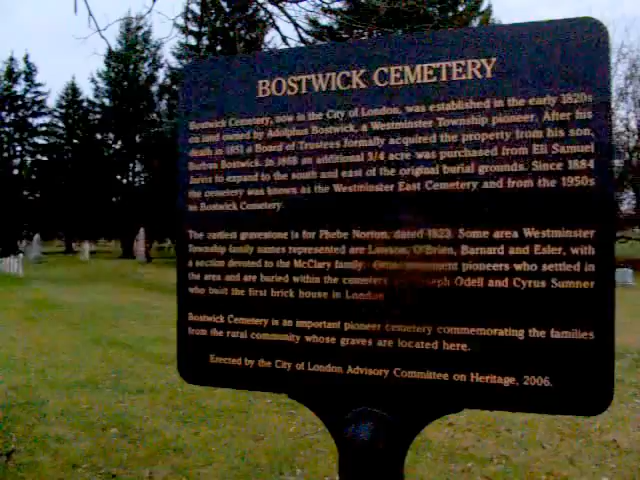 BOSTWICK CEMETERY
Bostwick Cemetery, now in the City of London, was established in the early 1820s
on land owned by Adolphus Bostwick, a Westminster Township pioneer. After his
death in 1851 a Board of Trustees formally acquired the property from his son,
Bostwick. In an additional 3/4 acre was purchased from Eli Samuel
to expand to the south and east of the original burial grounds. Since 1884
the cemetery was known as the Westminster East Cemetery and from the 1950s
as Bostwick Cemetery.
The earliest gravestone is for Phebe Norton, dated 1823. Some area Westminster
Township family names represented are O'Brien, Barnard and Esler, with
a section devoted to the McClary family. pioneers who settled in
the area and are buried within the cemetery Odell and Cyrus Sumner
who built the first brick house in London
Bostwick Cemetery is an important pioneer cemetery commemorating the families
from the rural community whose graves are located here.
Erected by the City of London Advisory Committee on Heritage, 2006.